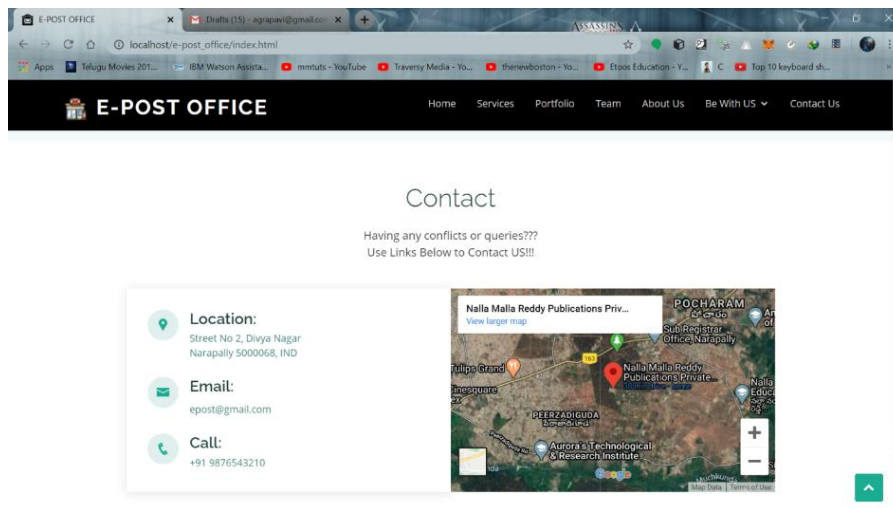 E-POST OFFICE
Drafts (15) - agrapavi@gmail.co
ASSASSINS
localhost/e-post_office/index.html
Apps
Telugu Movies 201...
IBM Watson Assista...
mmtuts - YouTube
Traversy Media - Yo...
thenewboston - Yo...
Etoos Education - Y...
C
Top 10 keyboard sh...
E-POST OFFICE
Home
Services
Portfolio
Team
About Us
Be With US
Contact Us
Contact
Having any conflicts or queries???
Use Links Below to Contact US!!!
Location:
Street No 2, Divya Nagar
Narapally 5000068, IND
Email:
epost@gmail.com
Call:
+91 9876543210
Nalla Malla Reddy Publications Priv...
View larger map
POCHARAM
పోచారం
Sub Registrar
Office, Narapally
163
Tulips Grand
Nalla Malla Reddy
Publications Private...
Cinesquare
PEERZADIGUDA
Nalla
Educ
Aurora's Technological
& Research Institute
Google
Map Data
Terms of Use